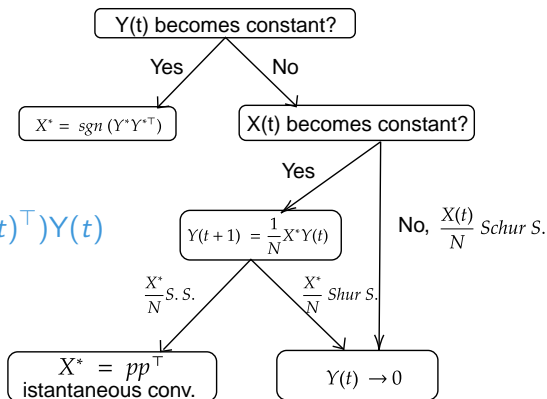 Y(t) becomes constant?
Yes
No
X* = sgn (Y*Y*⊤)
X(t) becomes constant?
Yes
t)⊤)Y(t)
Y(t + 1) = 1/N X*Y(t)
No, X(t)/N Schur S.
X*/N S. S.
X*/N Shur S.
X* = pp⊤
istantaneous conv.
Y(t) → 0